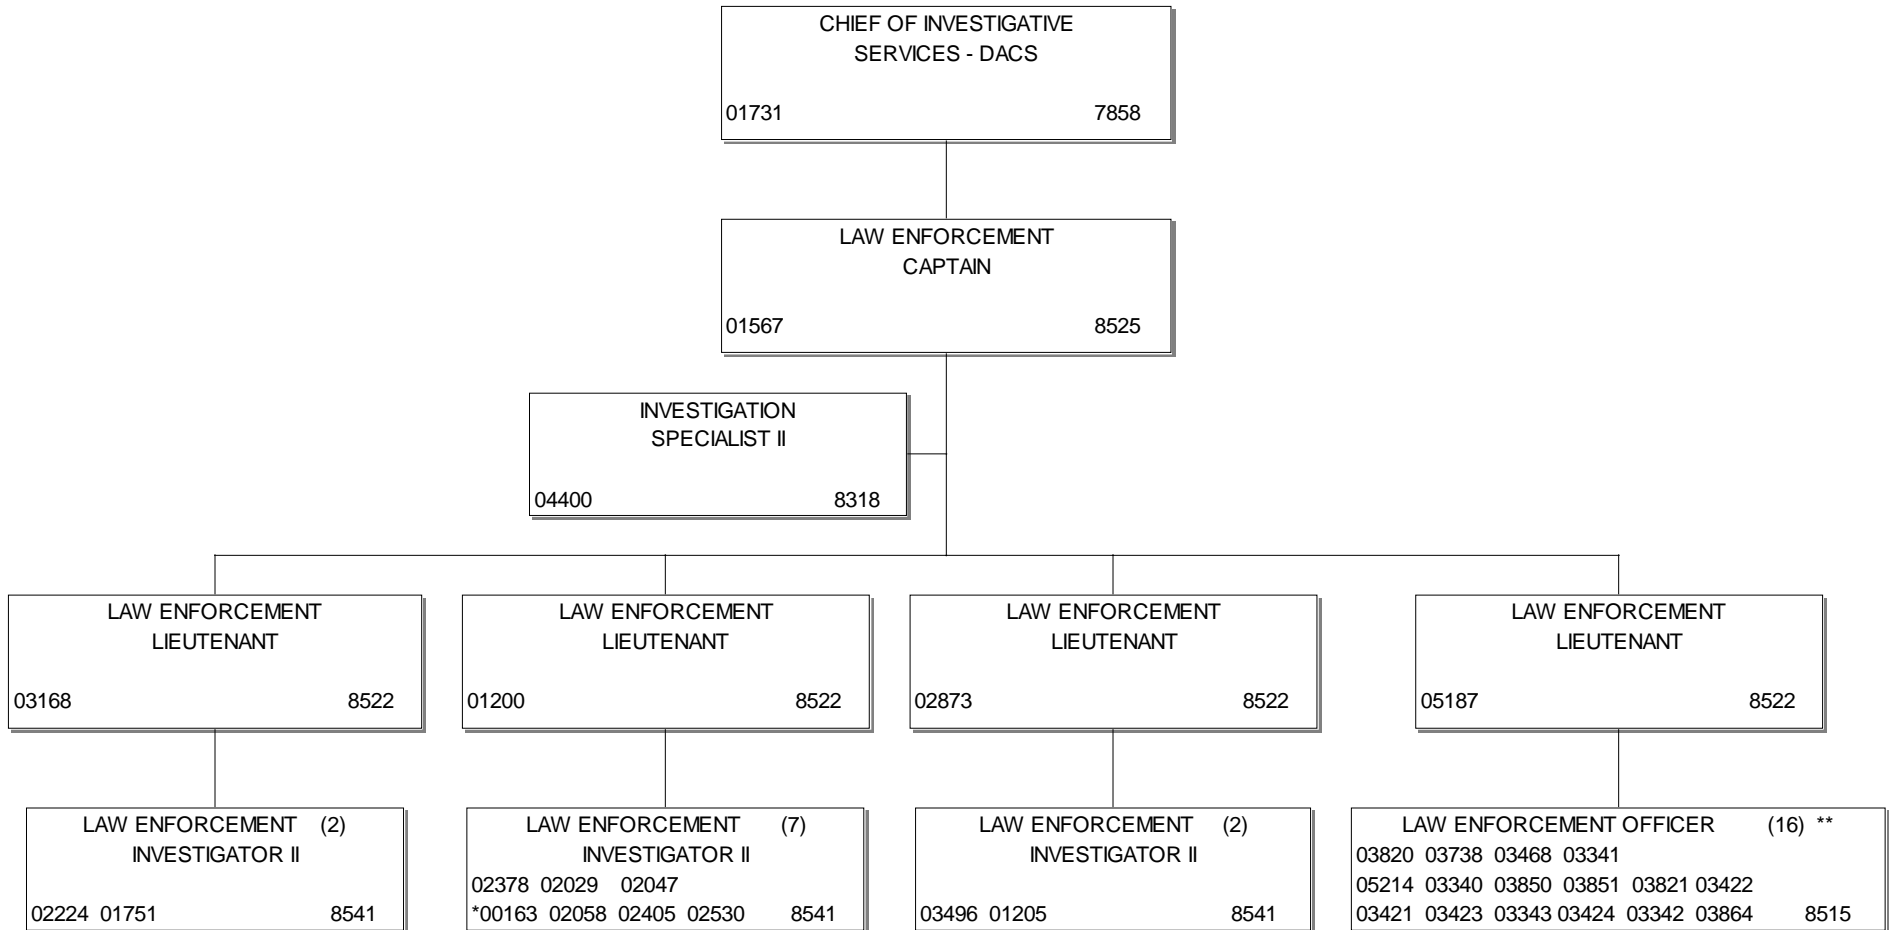 CHIEF OF INVESTIGATIVE
SERVICES - DACS
01731 7858
LAW ENFORCEMENT
CAPTAIN
01567 8525
INVESTIGATION
SPECIALIST II
04400 8318
LAW ENFORCEMENT
LIEUTENANT
03168 8522
LAW ENFORCEMENT
LIEUTENANT
01200 8522
LAW ENFORCEMENT
LIEUTENANT
02873 8522
LAW ENFORCEMENT
LIEUTENANT
05187 8522
LAW ENFORCEMENT (2)
INVESTIGATOR II
02224 01751 8541
LAW ENFORCEMENT (7)
INVESTIGATOR II
02378 02029 02047
*00163 02058 02405 02530 8541
LAW ENFORCEMENT (2)
INVESTIGATOR II
03496 01205 8541
LAW ENFORCEMENT OFFICER (16) **
03820 03738 03468 03341
05214 03340 03850 03851 03821 03422
03421 03423 03343 03424 03342 03864 8515